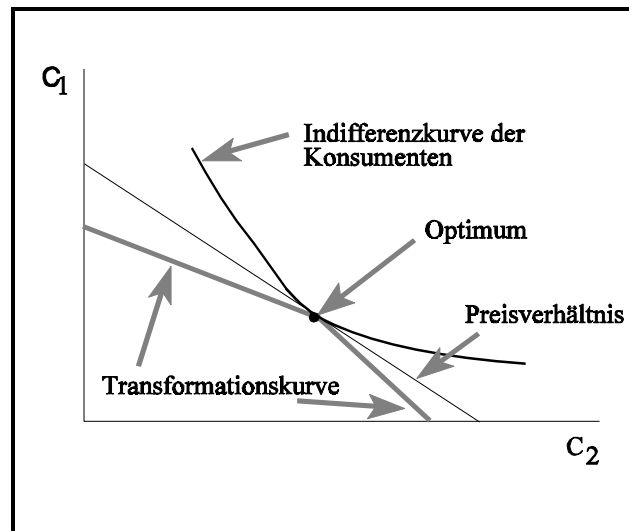 C1
Indifferenzkurve der
Konsumenten
Optimum
Preisverhältnis
Transformationskurve
C2